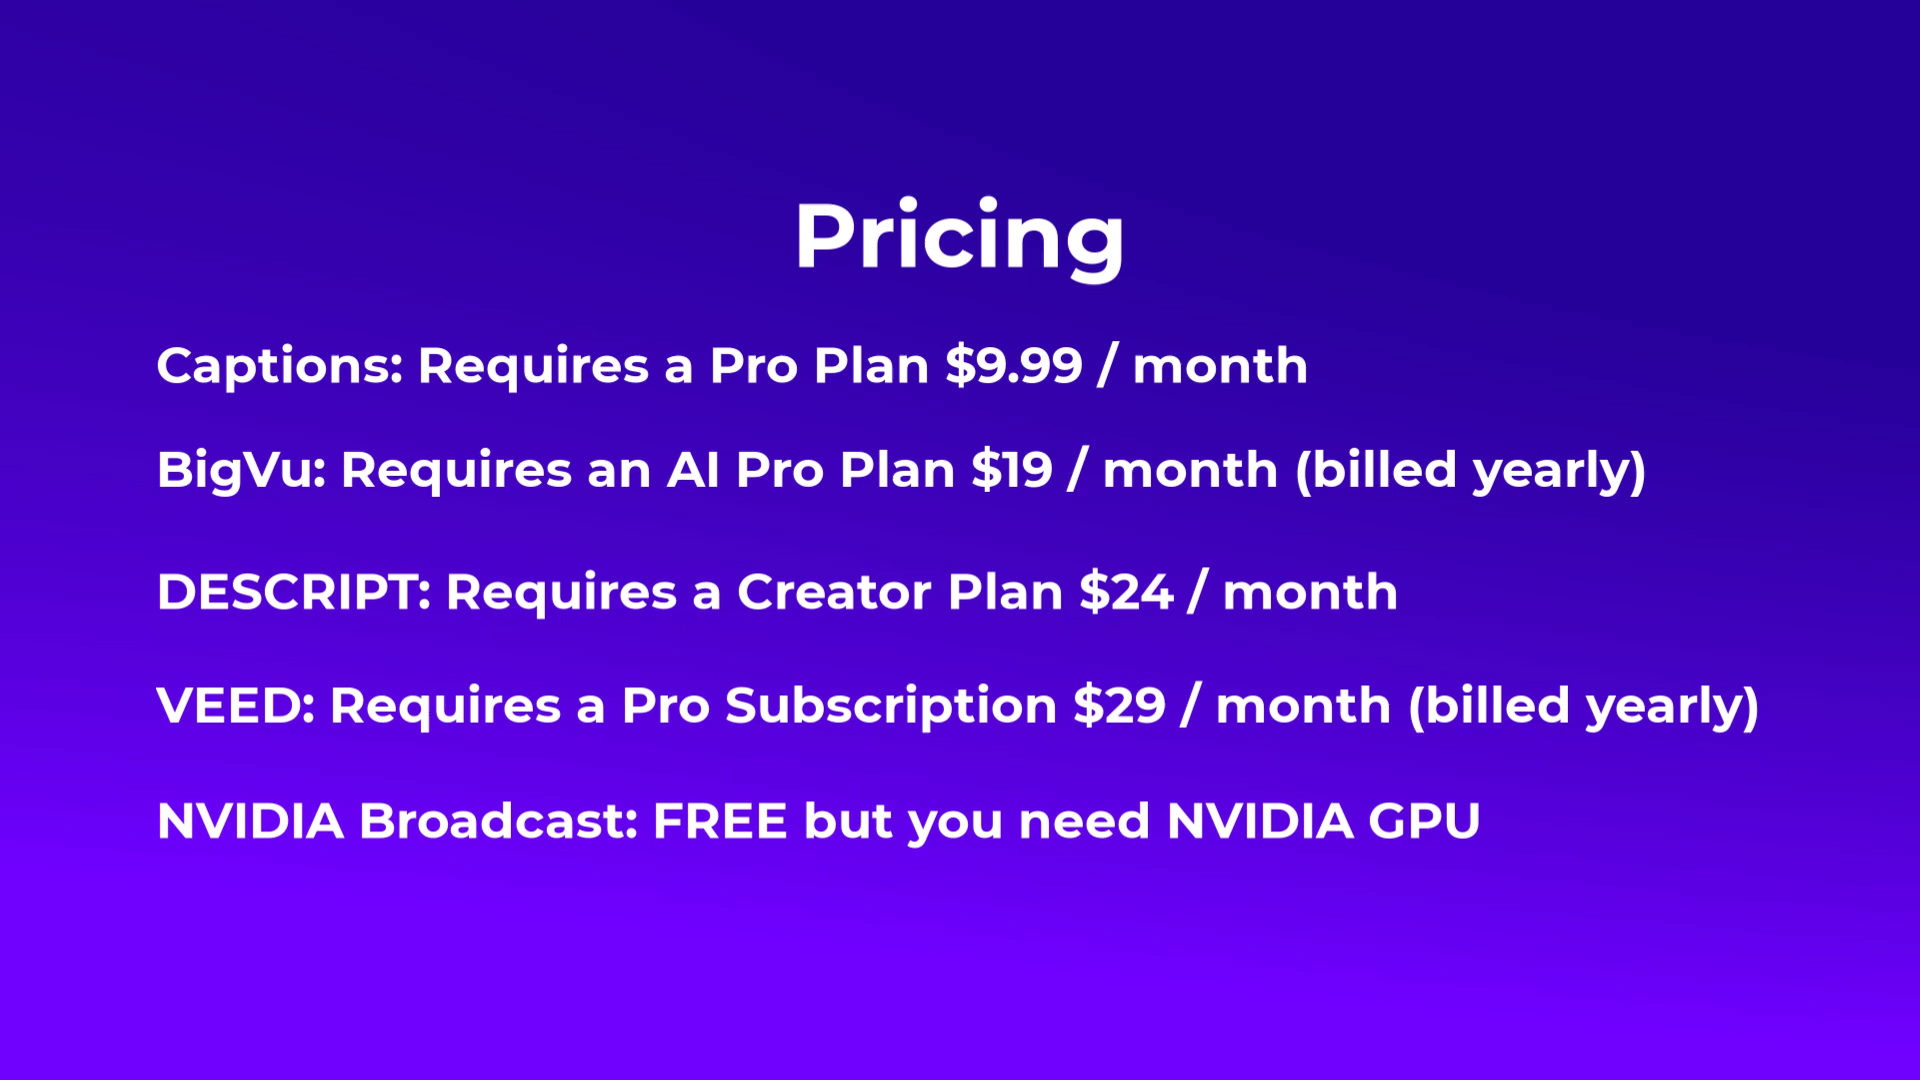 Pricing
Captions: Requires a Pro Plan $9.99 / month
BigVu: Requires an AI Pro Plan $19 / month (billed yearly)
DESCRIPT: Requires a Creator Plan $24 / month
VEED: Requires a Pro Subscription $29 / month (billed yearly)
NVIDIA Broadcast: FREE but you need NVIDIA GPU